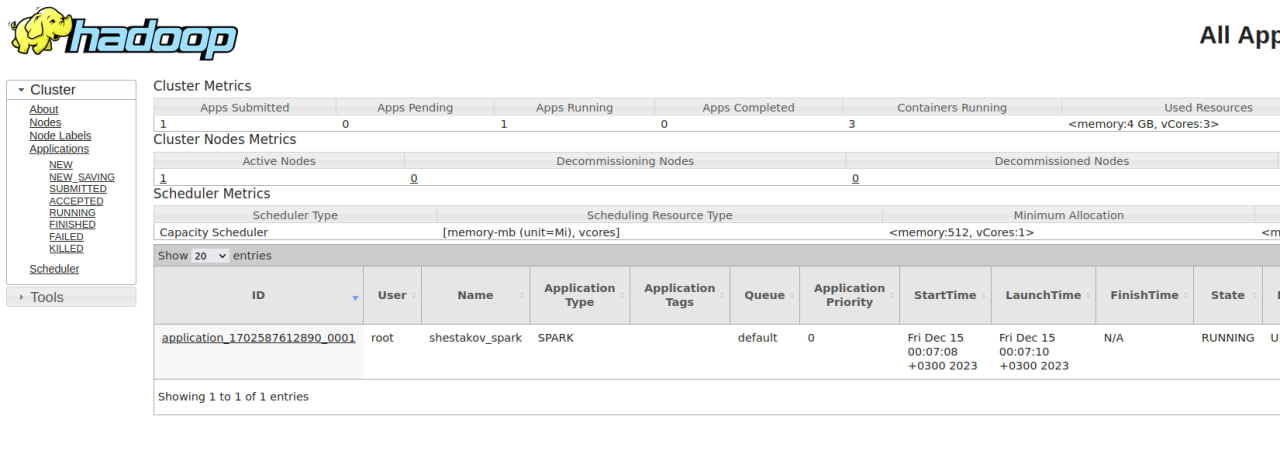 hadoop
All App
Cluster
About
Nodes
Node Labels
Applications
NEW
NEW_SAVING
SUBMITTED
ACCEPTED
RUNNING
FINISHED
FAILED
KILLED
Scheduler
Tools
Cluster Metrics
Apps Submitted Apps Pending Apps Running Apps Completed Containers Running Used Resources
1 0 1 0 3 <memory:4 GB, vCores:3>
Cluster Nodes Metrics
Active Nodes Decommissioning Nodes Decommissioned Nodes
1 0 0
Scheduler Metrics
Scheduler Type Scheduling Resource Type Minimum Allocation
Capacity Scheduler [memory-mb (unit=Mi), vcores] <memory:512, vCores:1> <m
Show 20 entries
ID User Name Application Type Application Tags Queue Application Priority StartTime LaunchTime FinishTime State
application_1702587612890_0001 root shestakov_spark SPARK default 0 Fri Dec 15 Fri Dec 15 N/A RUNNING
00:07:08 00:07:10
+0300 2023 +0300 2023
Showing 1 to 1 of 1 entries